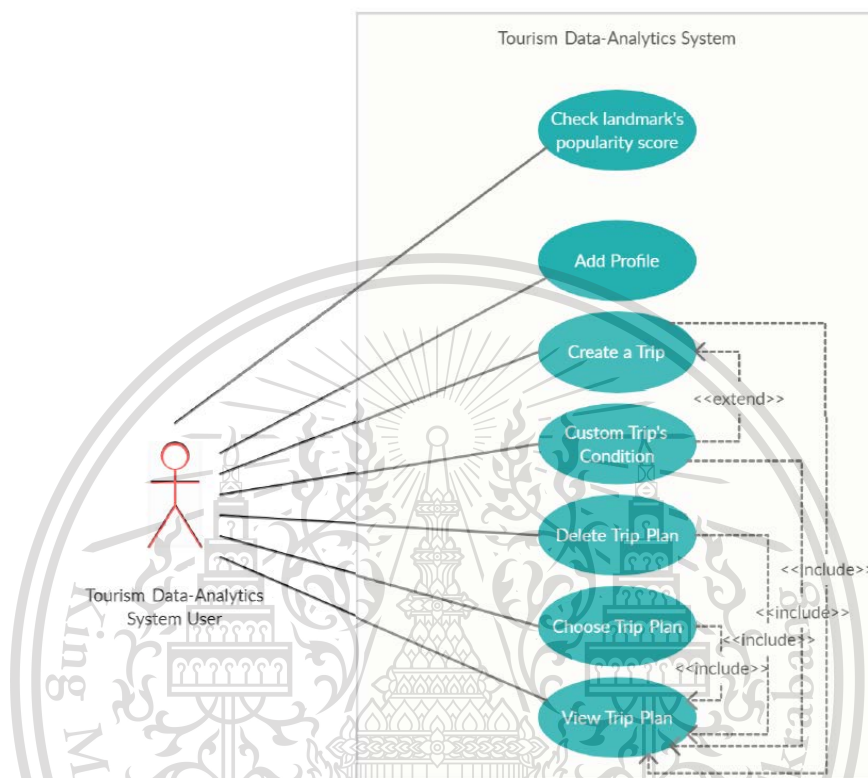 Tourism Data-Analytics System
Check landmark's
popularity score
Add Profile
Create a Trip
<<extend>>
Custom Trip's
Condition
Delete Trip Plan
<<include>>
<<include>>
Choose Trip Plan
<<include>>
<<include>>
View Trip Plan
Tourism Data-Analytics
System User
King M